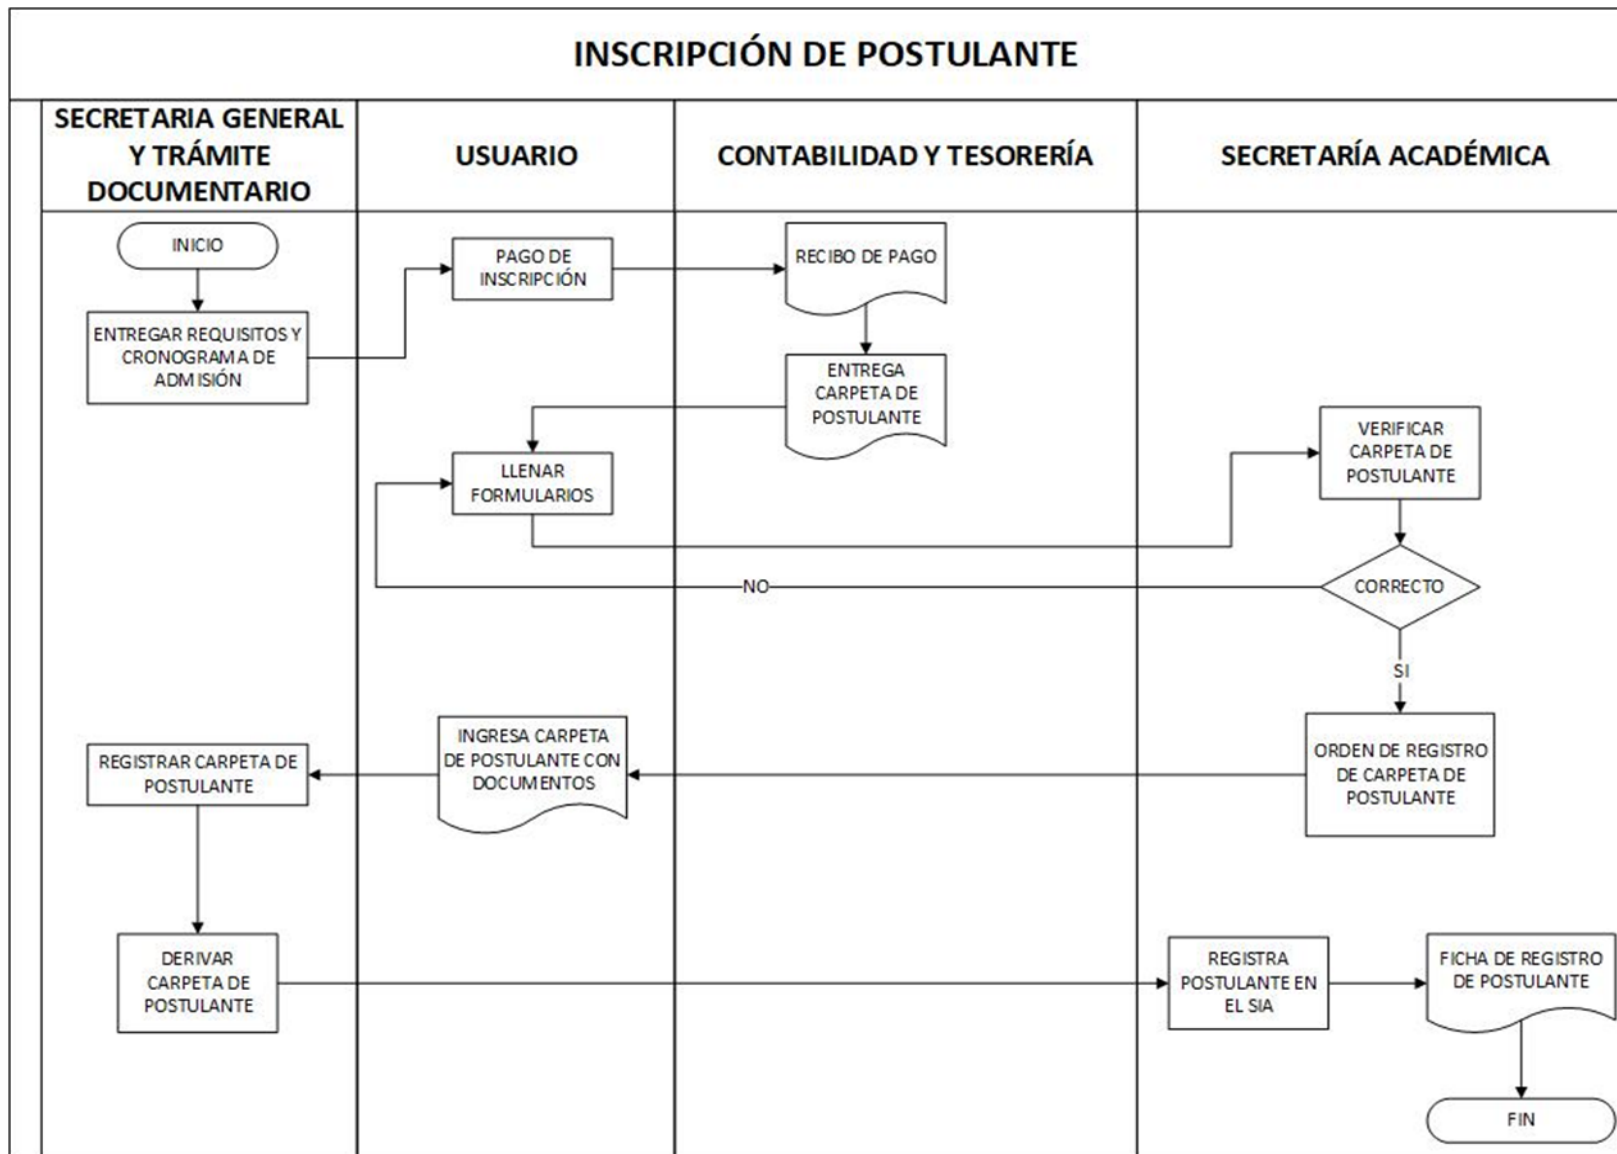 INSCRIPCIÓN DE POSTULANTE
SECRETARIA GENERAL
Y TRÁMITE
DOCUMENTARIO
USUARIO
CONTABILIDAD Y TESORERÍA
SECRETARÍA ACADÉMICA
INICIO
PAGO DE
INSCRIPCIÓN
RECIBO DE PAGO
ENTREGAR REQUISITOS Y
CRONOGRAMA DE
ADMISIÓN
ENTREGA
CARPETA DE
POSTULANTE
LLENAR
FORMULARIOS
VERIFICAR
CARPETA DE
POSTULANTE
NO
CORRECTO
SI
REGISTRAR CARPETA DE
POSTULANTE
INGRESA CARPETA
DE POSTULANTE CON
DOCUMENTOS
ORDEN DE REGISTRO
DE CARPETA DE
POSTULANTE
DERIVAR
CARPETA DE
POSTULANTE
REGISTRA
POSTULANTE EN
EL SIA
FICHA DE REGISTRO
DE POSTULANTE
FIN